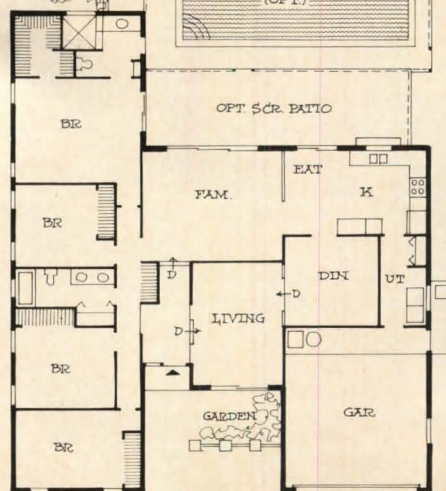 (OPT.)
OPT. SCR. PATIO
BR
EAT
FAM.
K
BR
D
DIN
UT
D
LIVING
D
BR
GARDEN
GAR
BR